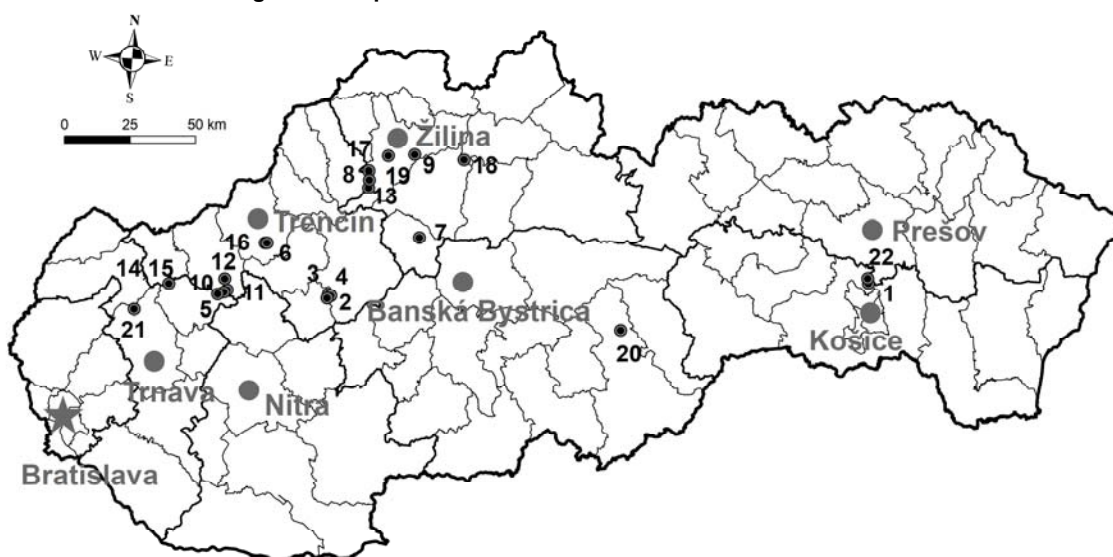 N
W E
S
0 25 50 km
Žilina
17
8 19 9 18
13
Trenčín
16 6 7
Prešov
12 3 4 22
14 15 10
5 11 2 1
Banská Bystrica
21 20
Košice
Trnava
Nitra
Bratislava